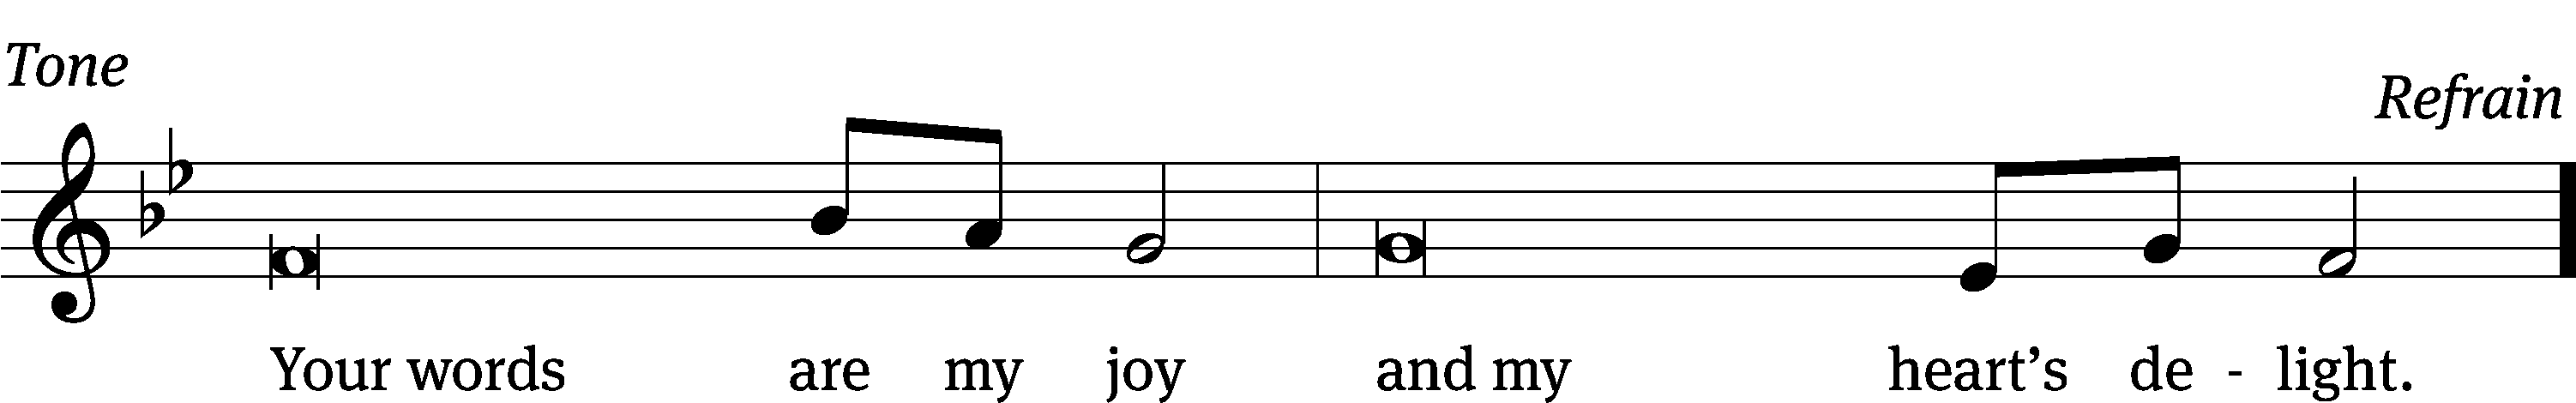 Tone
Refrain
Your words are my joy and my heart’s de - light.